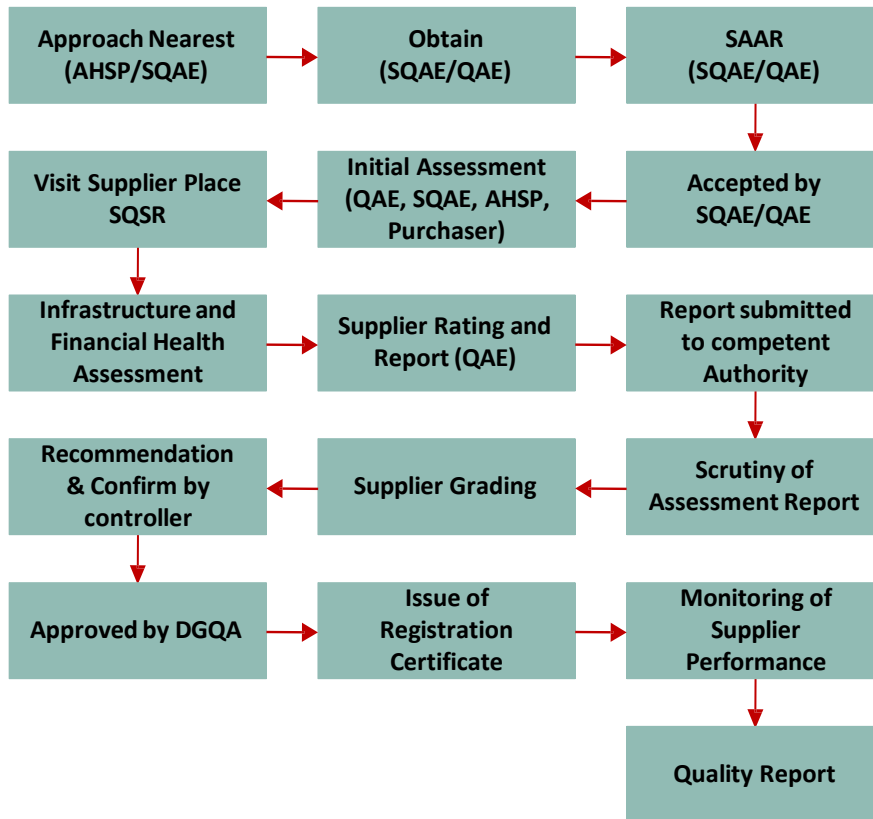 Approach Nearest
(AHSP/SQAE)
Obtain
(SQAE/QAE)
SAAR
(SQAE/QAE)
Accepted by
SQAE/QAE
Initial Assessment
(QAE, SQAE, AHSP,
Purchaser)
Visit Supplier Place
SQSR
Infrastructure and
Financial Health
Assessment
Supplier Rating and
Report (QAE)
Report submitted
to competent
Authority
Scrutiny of
Assessment Report
Supplier Grading
Recommendation
& Confirm by
controller
Approved by DGQA
Issue of
Registration
Certificate
Monitoring of
Supplier
Performance
Quality Report